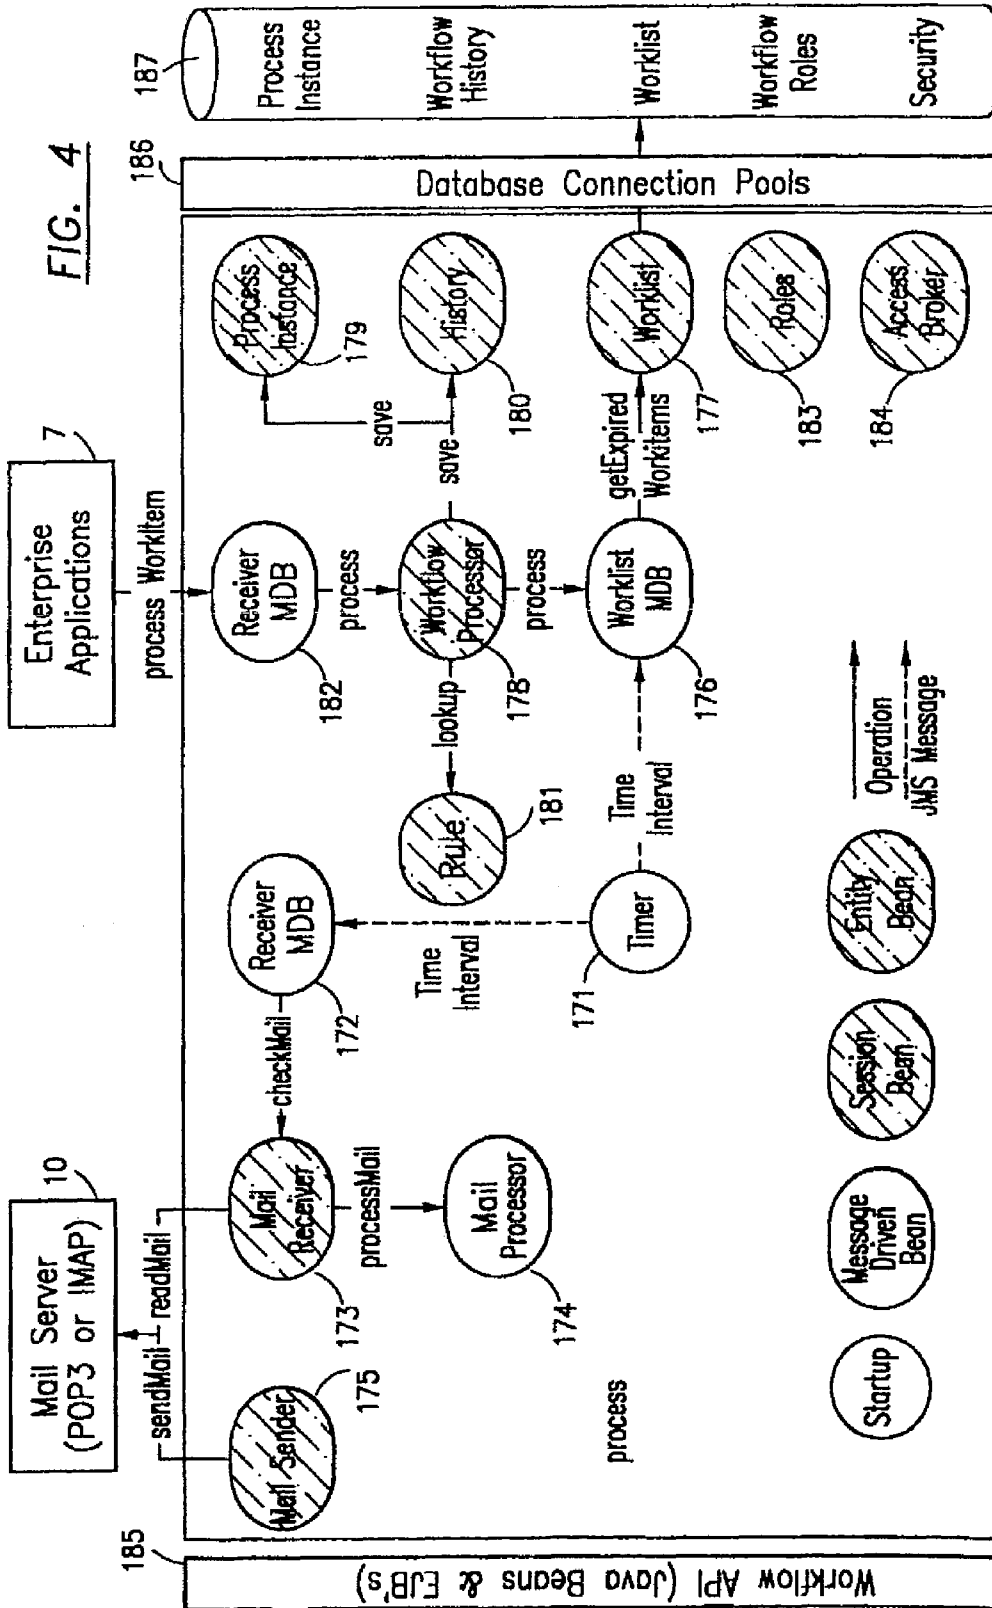 FIG. 4
Mail Server
(POP3 or IMAP)
10
Enterprise
Applications
7
sendMail
readMail
process WorkItem
185
Workflow API (Java Beans & EJB's)
Mail Sender
175
Mail
Receiver
173
checkMail
Receiver
MDB
172
processMail
Mail
Processor
174
Time
Interval
Timer
171
Time
Interval
Receiver
MDB
182
process
Workflow
Processor
178
lookup
Rule
181
process
Worklist
MDB
176
save
save
Process
Instance
179
History
180
getExpired
Workitems
Worklist
177
Roles
183
Access
Broker
184
Database Connection Pools
186
187
Process
Instance
Workflow
History
Worklist
Workflow
Roles
Security
process
Startup
Message
Driven
Bean
Session
Bean
Entity
Bean
Operation
JMS Message